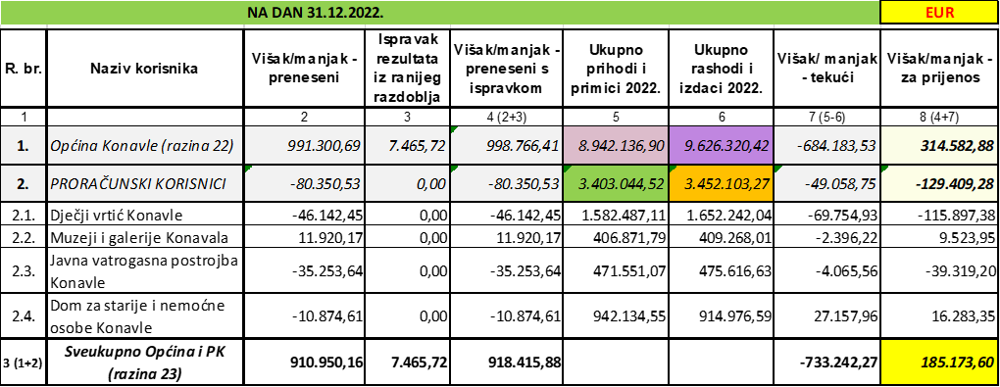 NA DAN 31.12.2022. EUR
R. br. Naziv korisnika Višak/manjak - preneseni Ispravak rezultata iz ranijeg razdoblja Višak/manjak - preneseni s ispravkom Ukupno prihodi i primici 2022. Ukupno rashodi i izdaci 2022. Višak/ manjak - tekući Višak/manjak - za prijenos
1 2 3 4 (2+3) 5 6 7 (5-6) 8 (4+7)
1. Općina Konavle (razina 22) 991.300,69 7.465,72 998.766,41 8.942.136,90 9.626.320,42 -684.183,53 314.582,88
2. PRORAČUNSKI KORISNICI -80.350,53 0,00 -80.350,53 3.403.044,52 3.452.103,27 -49.058,75 -129.409,28
2.1. Dječji vrtić Konavle -46.142,45 0,00 -46.142,45 1.582.487,11 1.652.242,04 -69.754,93 -115.897,38
2.2. Muzeji i galerije Konavala 11.920,17 0,00 11.920,17 406.871,79 409.268,01 -2.396,22 9.523,95
2.3. Javna vatrogasna postrojba Konavle -35.253,64 0,00 -35.253,64 471.551,07 475.616,63 -4.065,56 -39.319,20
2.4. Dom za starije i nemoćne osobe Konavle -10.874,61 0,00 -10.874,61 942.134,55 914.976,59 27.157,96 16.283,35
3 (1+2) Sveukupno Općina i PK (razina 23) 910.950,16 7.465,72 918.415,88 -733.242,27 185.173,60